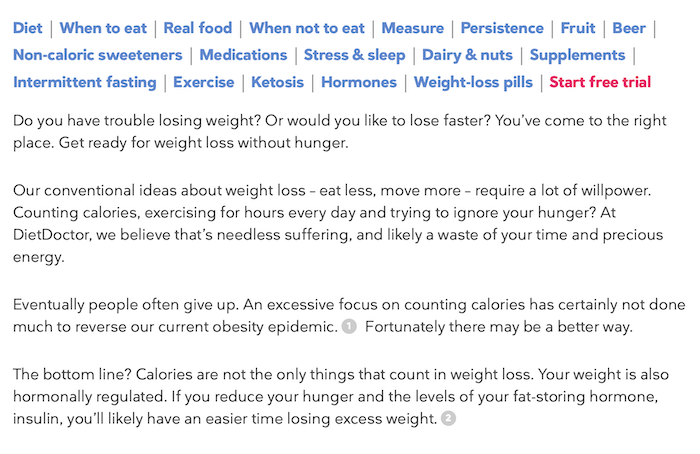 Diet | When to eat | Real food | When not to eat | Measure | Persistence | Fruit | Beer |
Non-caloric sweeteners | Medications | Stress & sleep | Dairy & nuts | Supplements |
Intermittent fasting | Exercise | Ketosis | Hormones | Weight-loss pills | Start free trial
Do you have trouble losing weight? Or would you like to lose faster? You’ve come to the right
place. Get ready for weight loss without hunger.
Our conventional ideas about weight loss – eat less, move more – require a lot of willpower.
Counting calories, exercising for hours every day and trying to ignore your hunger? At
DietDoctor, we believe that’s needless suffering, and likely a waste of your time and precious
energy.
Eventually people often give up. An excessive focus on counting calories has certainly not done
much to reverse our current obesity epidemic. 1 Fortunately there may be a better way.
The bottom line? Calories are not the only things that count in weight loss. Your weight is also
hormonally regulated. If you reduce your hunger and the levels of your fat-storing hormone,
insulin, you’ll likely have an easier time losing excess weight. 2